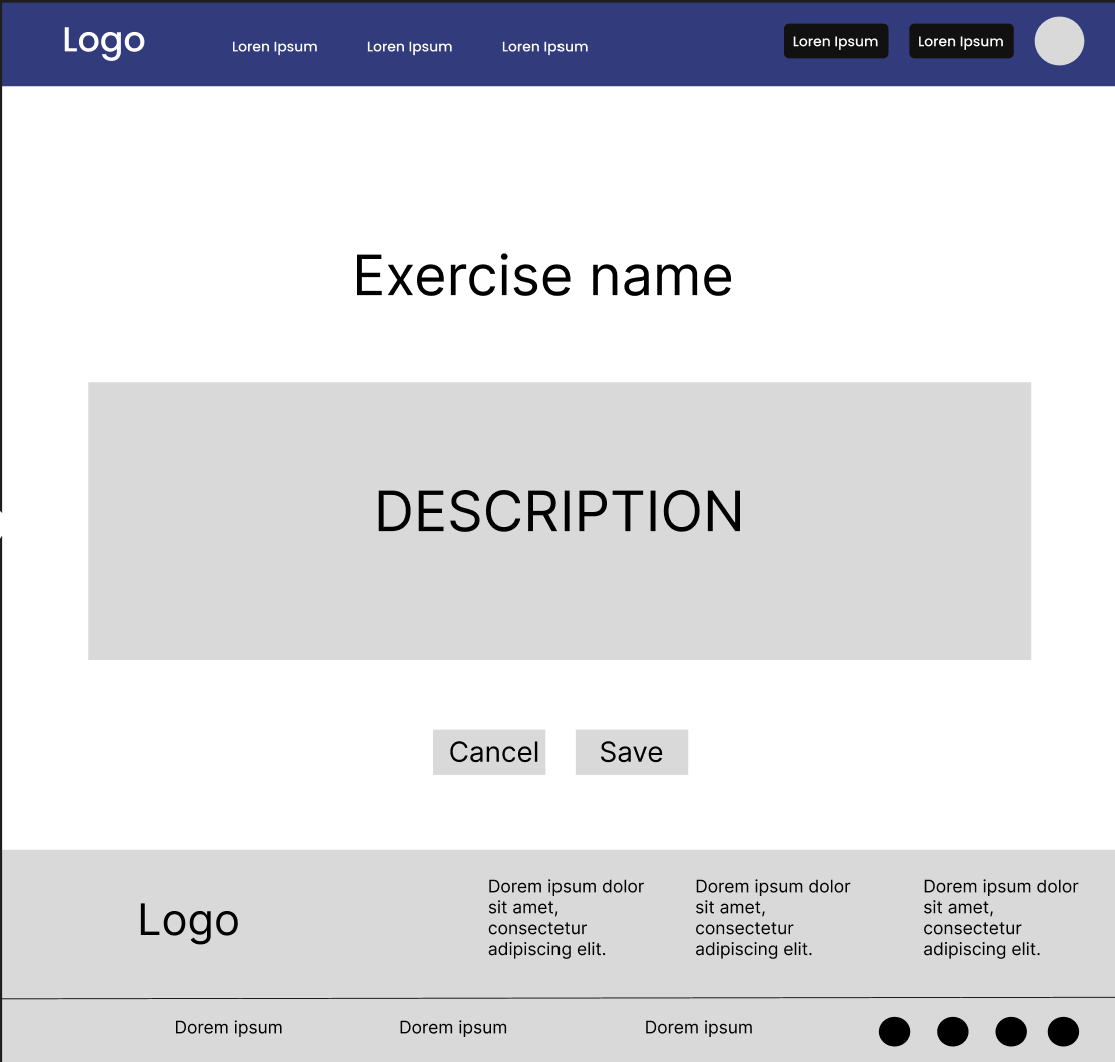 Logo
Loren Ipsum
Loren Ipsum
Loren Ipsum
Loren Ipsum
Loren Ipsum
Exercise name
DESCRIPTION
Cancel
Save
Logo
Dorem ipsum dolor
sit amet,
consectetur
adipiscing elit.
Dorem ipsum dolor
sit amet,
consectetur
adipiscing elit.
Dorem ipsum dolor
sit amet,
consectetur
adipiscing elit.
Dorem ipsum
Dorem ipsum
Dorem ipsum